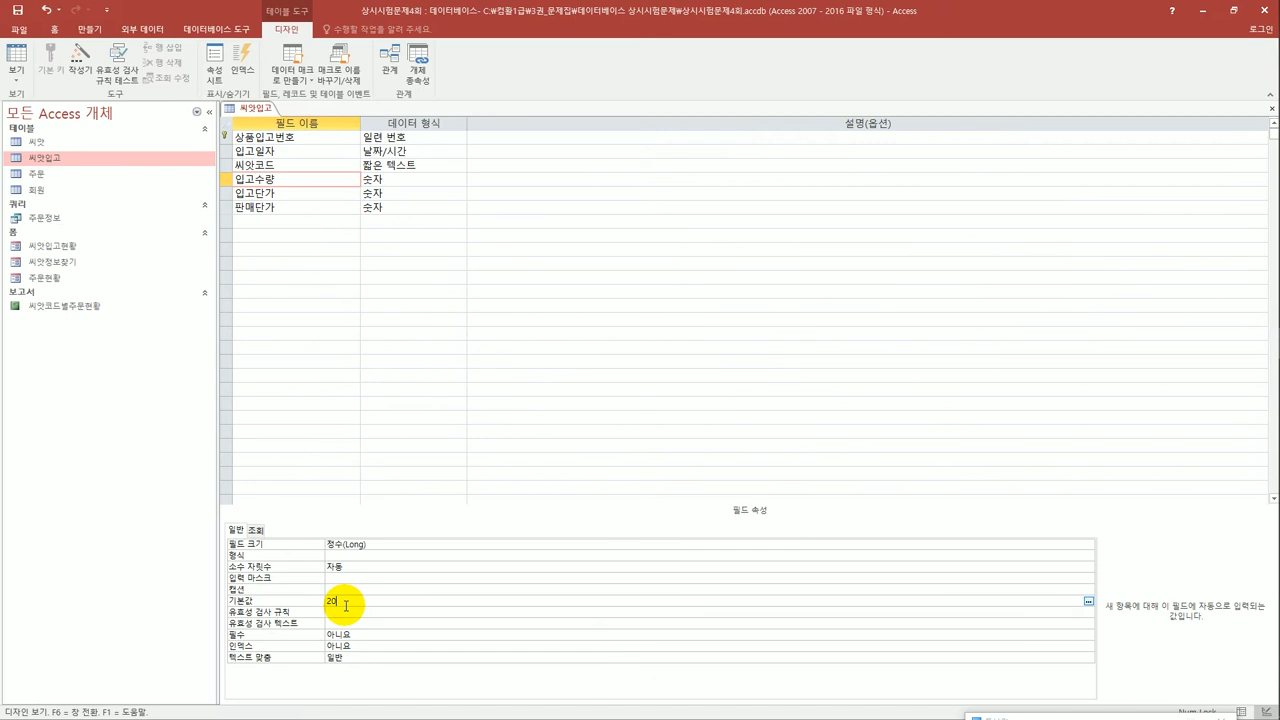 테이블 도구
상시시험문제4회 : 데이터베이스- C:₩컴활1급₩3권_문제집₩데이터베이스 상시시험문제₩상시시험문제4회.accdb (Access 2007 - 2016 파일 형식) - Access
파일 홈 만들기 외부 데이터 데이터베이스 도구 디자인 수행할 작업을 알려 주세요. 로그인
보기
기본 키
작성기
유효성 검사 규칙 테스트
행 삽입
행 삭제
조회 수정
속성 시트
인덱스
데이터 매크로 만들기
매크로 이름 바꾸기/삭제
관계
개체 종속성
보기 도구 표시/숨기기 필드, 레코드 및 테이블 이벤트 관계
모든 Access 개체
테이블
씨앗
씨앗입고
주문
회원
쿼리
주문정보
폼
씨앗입고현황
씨앗정보찾기
주문현황
보고서
씨앗코드별주문현황
씨앗입고
필드 이름 데이터 형식 설명(옵션)
상품입고번호 일련 번호
입고일자 날짜/시간
씨앗코드 짧은 텍스트
입고수량 숫자
입고단가 숫자
판매단가 숫자
필드 속성
일반 조회
필드 크기 정수(Long)
형식
소수 자릿수 자동
입력 마스크
캡션
기본값 20
유효성 검사 규칙
유효성 검사 텍스트
필수 아니요
인덱스 아니요
텍스트 맞춤 일반
새 항목에 대해 이 필드에 자동으로 입력되는
값입니다.
디자인 보기. F6 = 창 전환. F1 = 도움말.
Num Lock